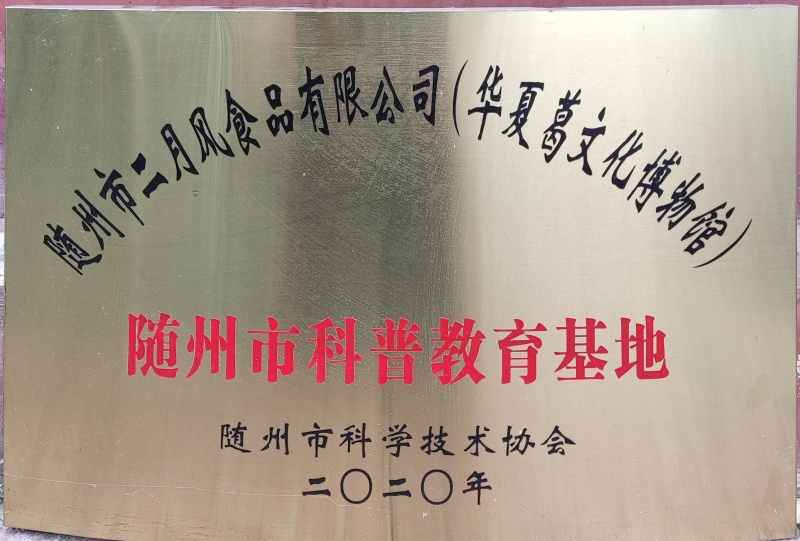 随州市二月风食品有限公司(华夏葛文化博物馆)
随州市科普教育基地
随州市科学技术协会
二〇二〇年